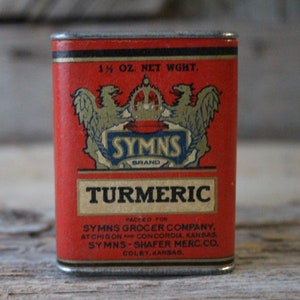 1½ OZ. NET WGHT.
SYMNS
BRAND
TURMERIC
PACKED FOR
SYMNS GROCER COMPANY,
ATCHISON AND CONCORDIA, KANSAS.
SYMNS-SHAFER MERC. CO.
COLBY, KANSAS.